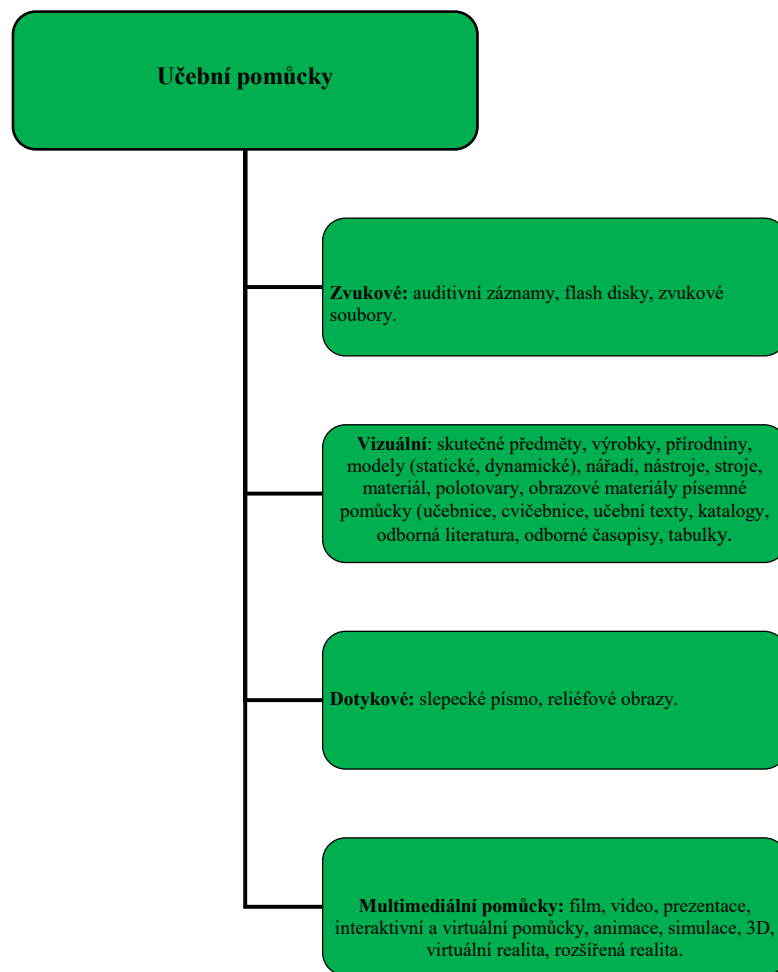 Učební pomůcky
Zvukové: auditivní záznamy, flash disky, zvukové
soubory.
Vizuální: skutečné předměty, výrobky, přírodniny,
modely (statické, dynamické), nářadí, nástroje, stroje,
materiál, polotovary, obrazové materiály písemné
pomůcky (učebnice, cvičebnice, učební texty, katalogy,
odborná literatura, odborné časopisy, tabulky.
Dotykové: slepecké písmo, reliéfové obrazy.
Multimediální pomůcky: film, video, prezentace,
interaktivní a virtuální pomůcky, animace, simulace, 3D,
virtuální realita, rozšířená realita.